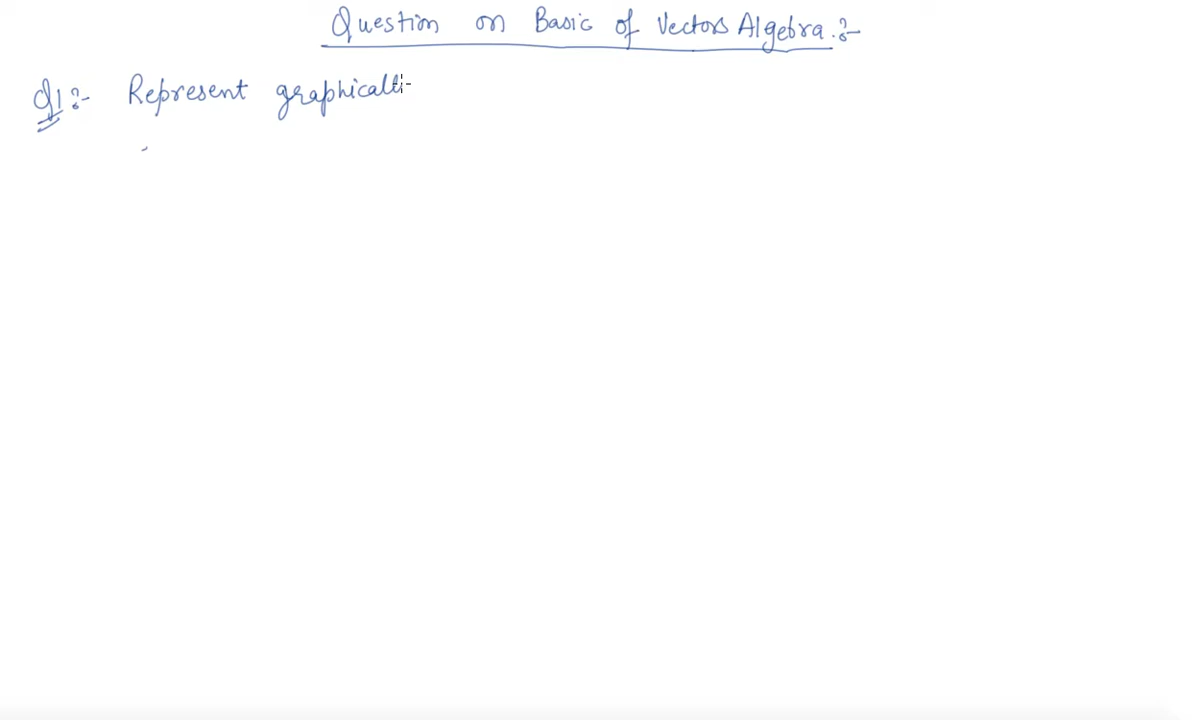 Question on Basic of Vectors Algebra :-
Q1 :- Represent graphicall